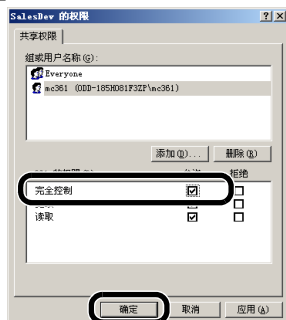 SalesDev 的权限
共享权限
组或用户名称(G):
Everyone
mc361 (ODD-185H081F3ZF\mc361)
添加(D)... 删除(R)
拒绝
完全控制
读取
确定 取消 应用(A)